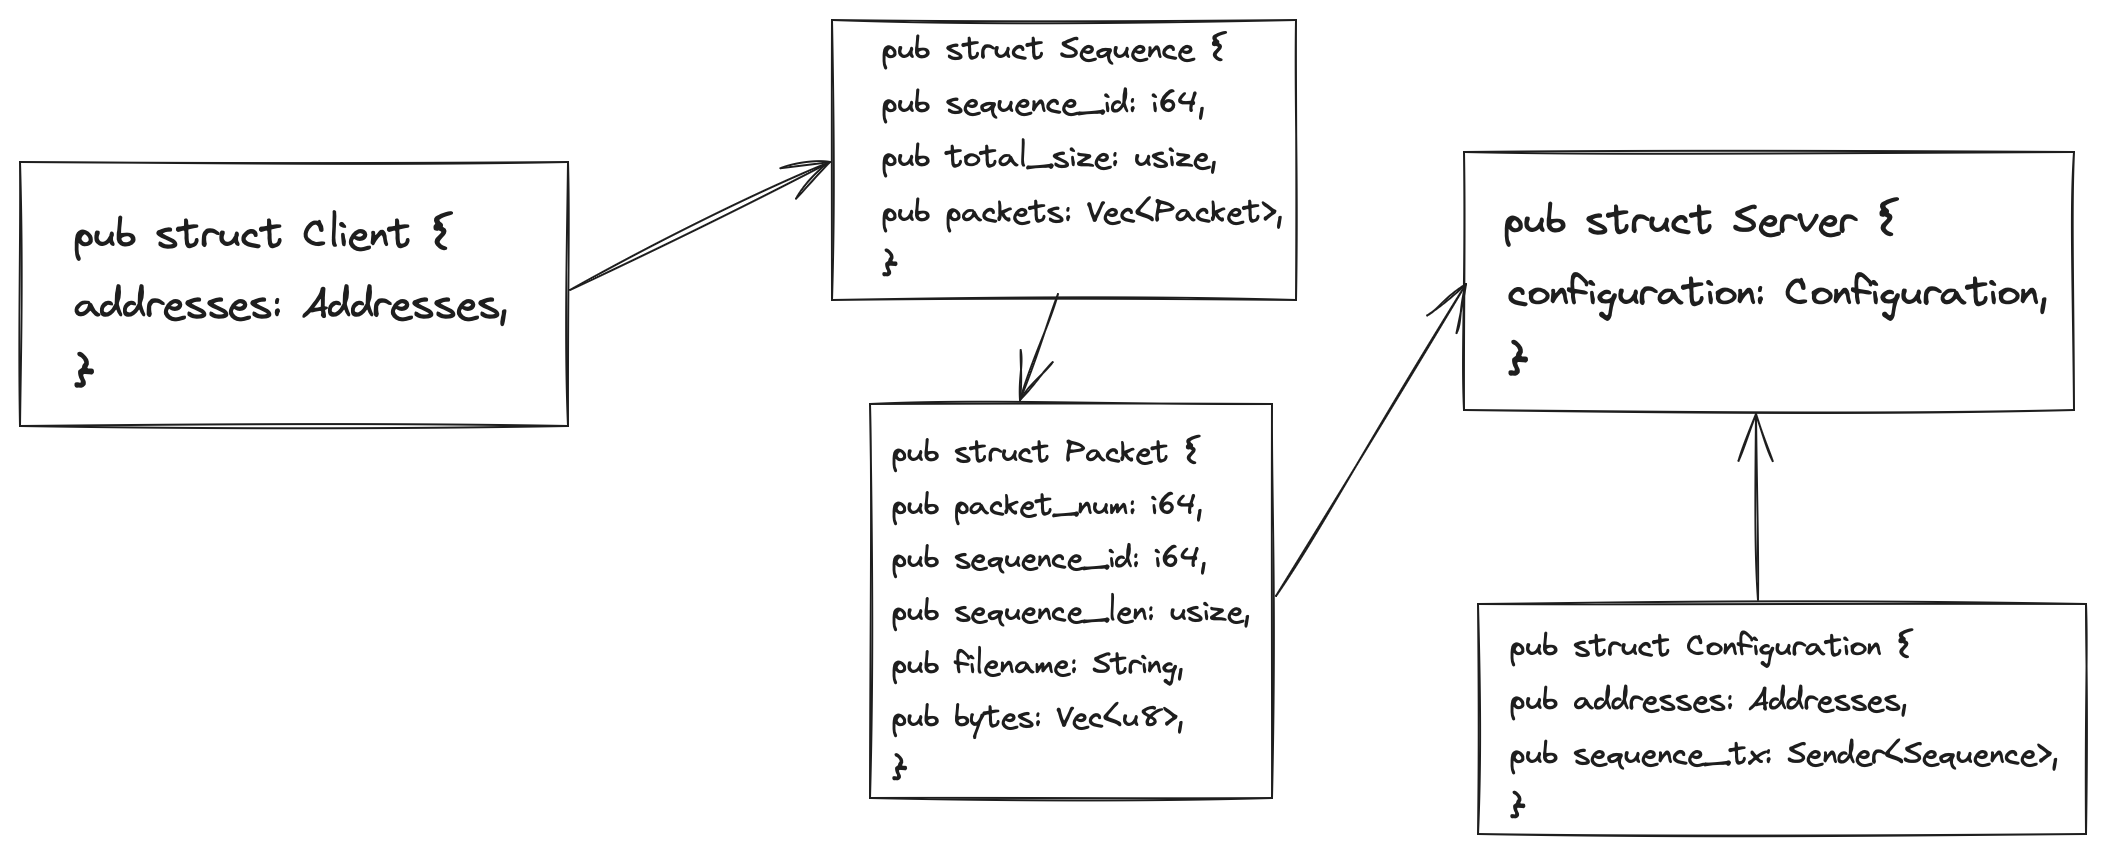 pub struct Client {
addresses: Addresses,
}
pub struct Sequence {
pub sequence_id: i64,
pub total_size: usize,
pub packets: Vec<Packet>,
}
pub struct Packet {
pub packet_num: i64,
pub sequence_id: i64,
pub sequence_len: usize,
pub filename: String,
pub bytes: Vec<u8>,
}
pub struct Server {
configuration: Configuration,
}
pub struct Configuration {
pub addresses: Addresses,
pub sequence_tx: Sender<Sequence>,
}